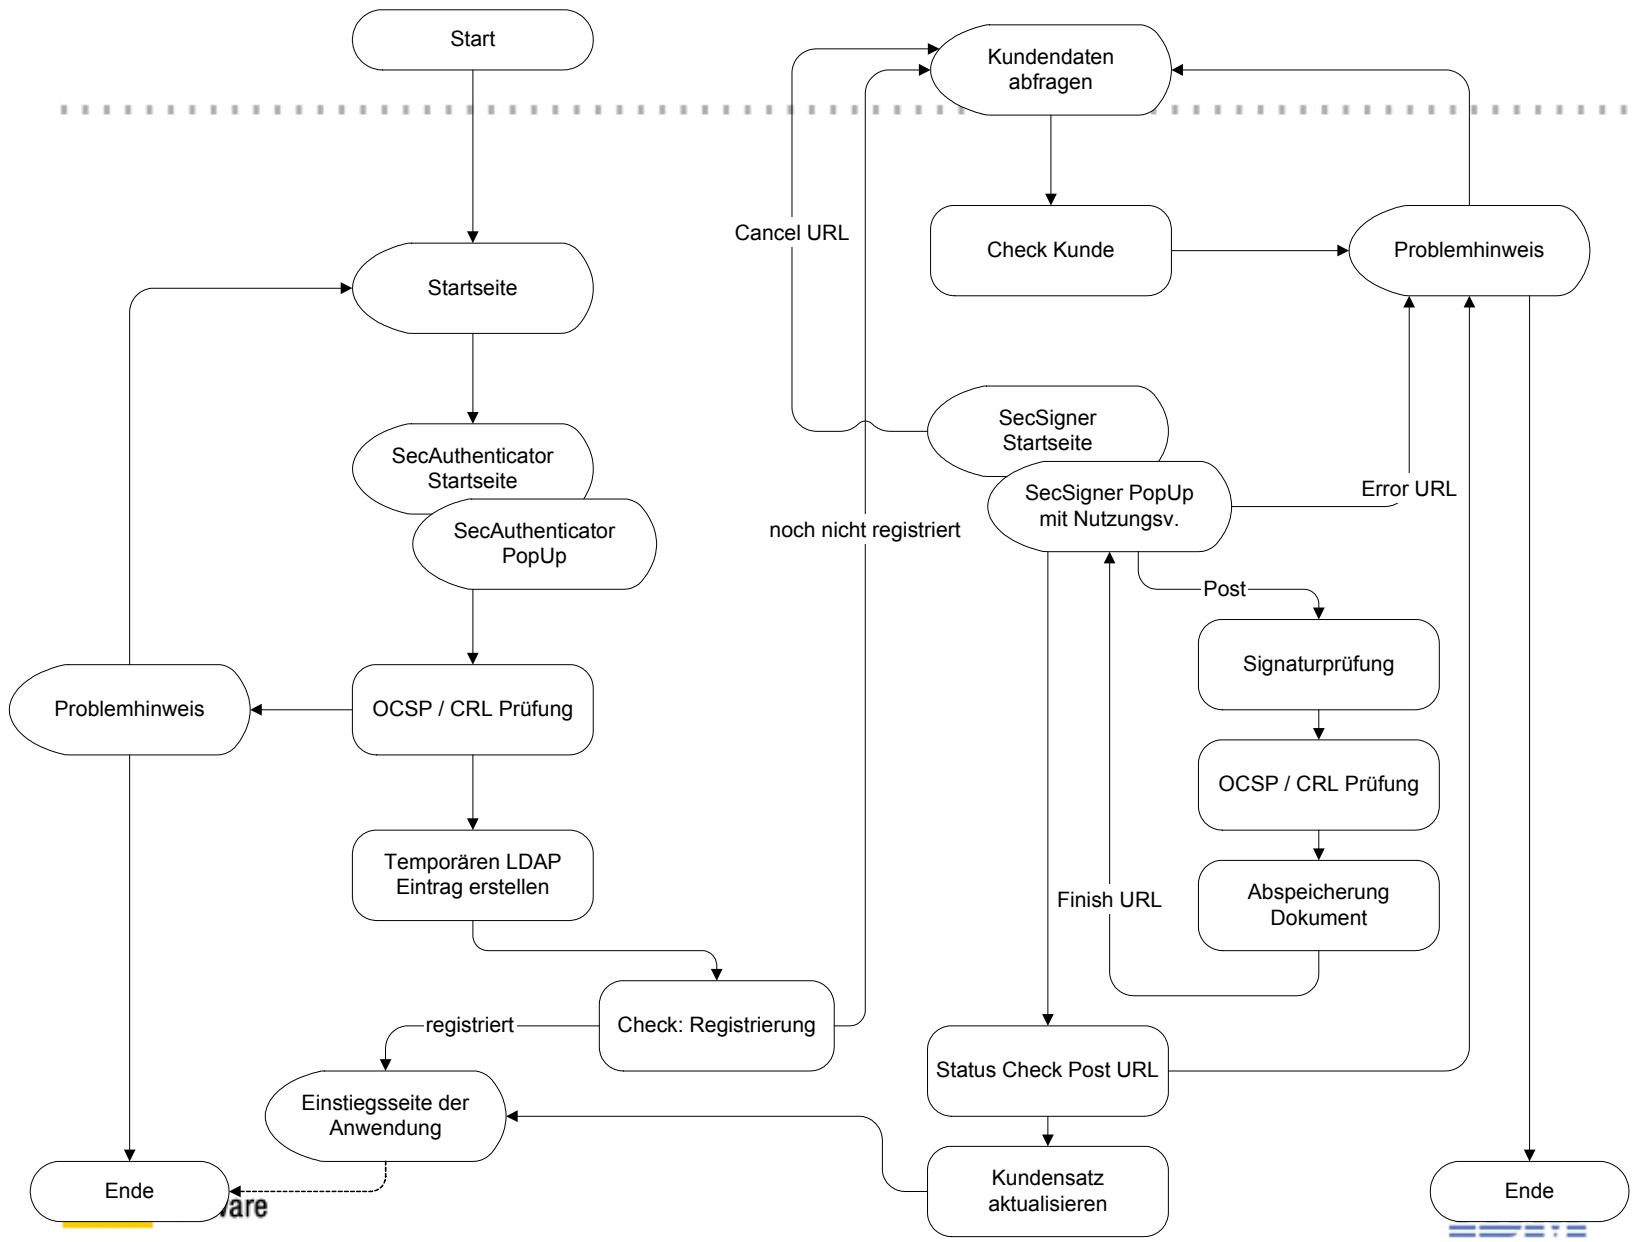 Start
Kundendaten
abfragen
Cancel URL
Check Kunde
Problemhinweis
Startseite
SecAuthenticator
Startseite
SecAuthenticator
PopUp
SecSigner
Startseite
SecSigner PopUp
mit Nutzungsv.
Error URL
noch nicht registriert
Post
Signaturprüfung
Problemhinweis
OCSP / CRL Prüfung
OCSP / CRL Prüfung
Temporären LDAP
Eintrag erstellen
Finish URL
Abspeicherung
Dokument
registriert
Check: Registrierung
Status Check Post URL
Einstiegsseite der
Anwendung
Ende
Kundensatz
aktualisieren
Ende